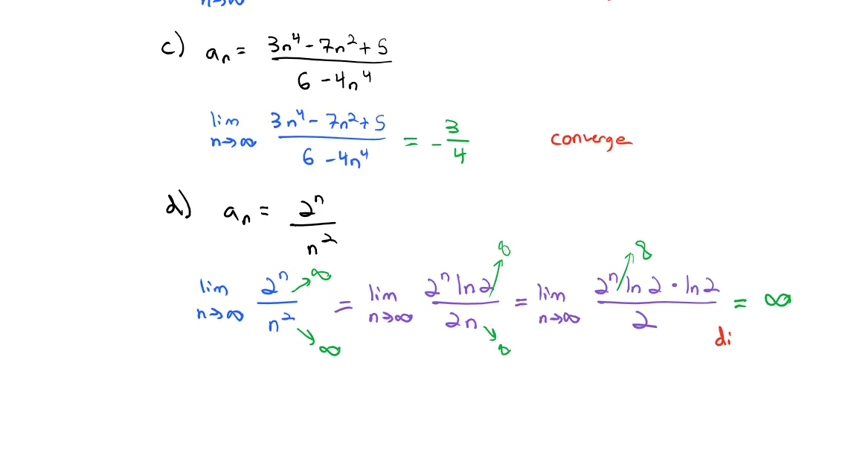 n→∞
c) aₙ = (3n⁴ - 7n² + 5)/(6 - 4n⁴)
lim n→∞ (3n⁴ - 7n² + 5)/(6 - 4n⁴) = -3/4 converge
d) aₙ = 2ⁿ/n²
lim n→∞ 2ⁿ→∞/n²→∞ = lim n→∞ 2ⁿ ln 2→∞/2n→∞ = lim n→∞ 2ⁿ→∞ ln 2 · ln 2/2 = ∞
di